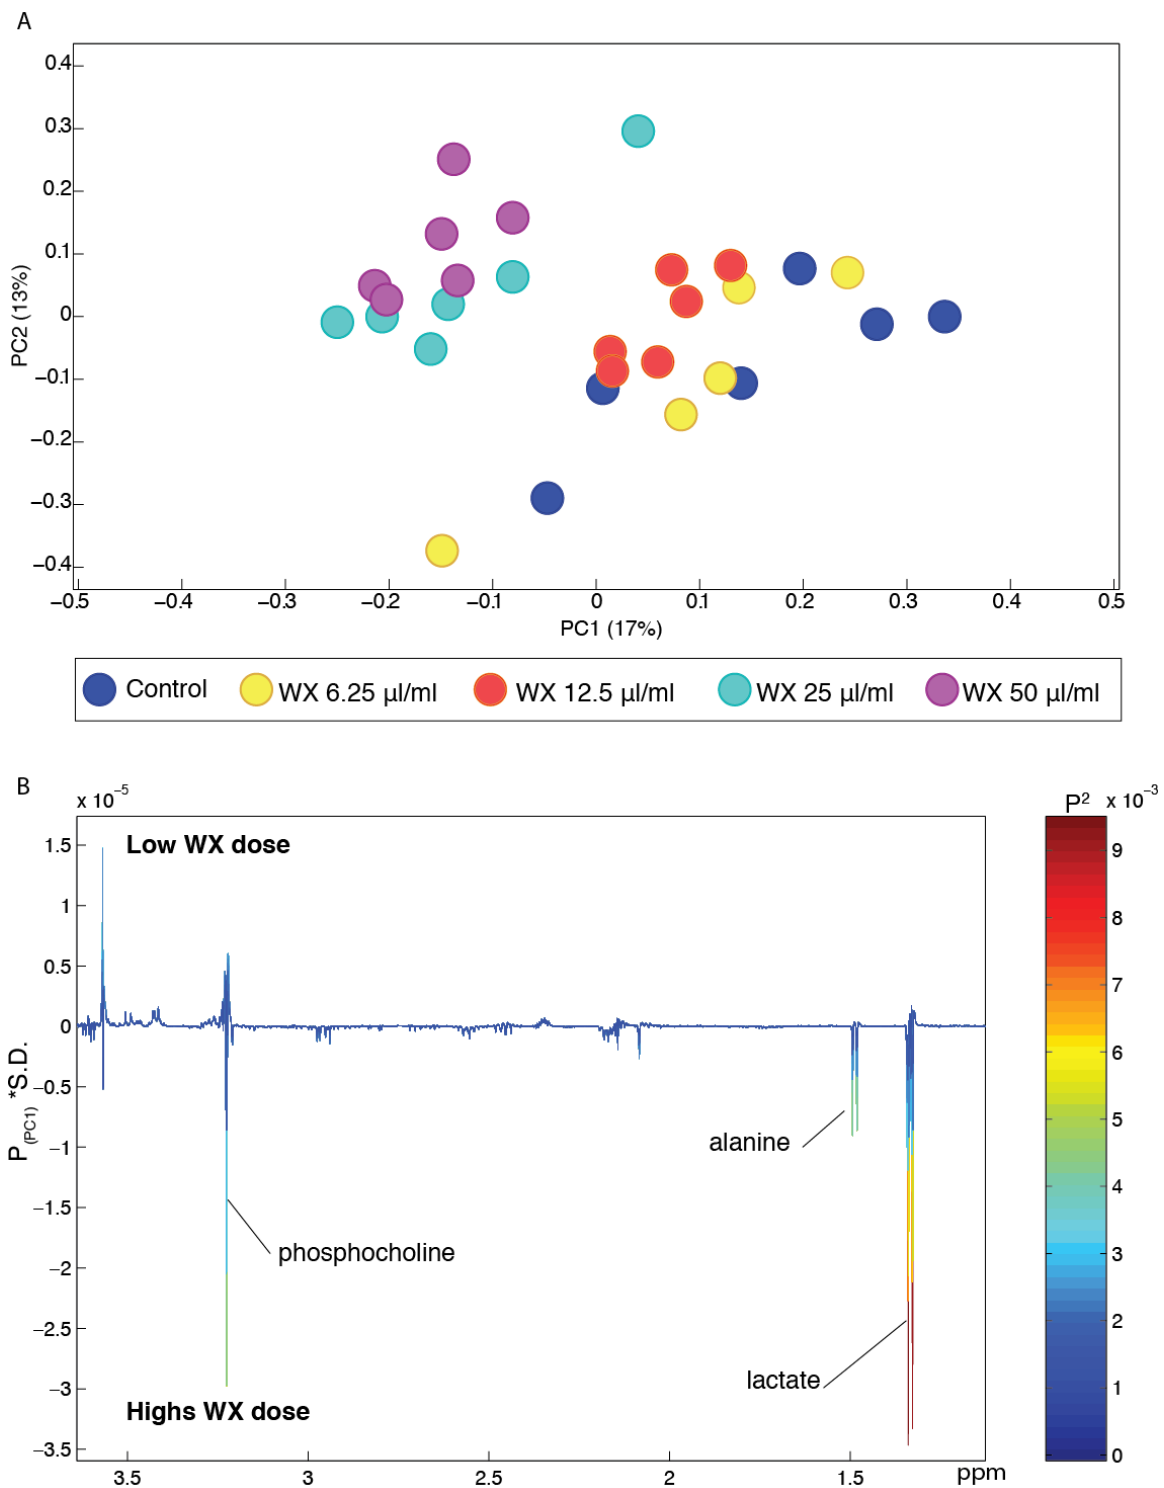 A
0.4
0.3
0.2
0.1
0
−0.1
−0.2
−0.3
−0.4
PC2 (13%)
−0.5 −0.4 −0.3 −0.2 −0.1 0 0.1 0.2 0.3 0.4 0.5
PC1 (17%)
Control WX 6.25 µl/ml WX 12.5 µl/ml WX 25 µl/ml WX 50 µl/ml
B
x 10⁻⁵
P² x 10⁻³
Low WX dose
1.5
1
0.5
0
−0.5
−1
−1.5
−2
−2.5
−3
−3.5
P(PC1) *S.D.
alanine
phosphocholine
lactate
Highs WX dose
3.5 3 2.5 2 1.5 ppm
9
8
7
6
5
4
3
2
1
0